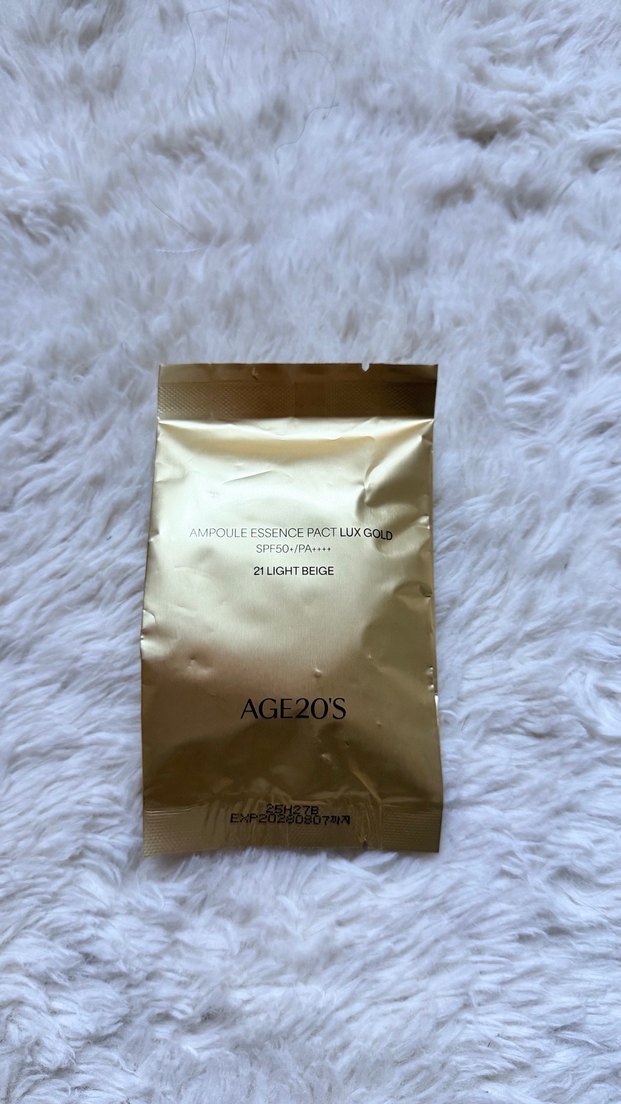 AMPOULE ESSENCE PACT LUX GOLD
SPF50+/PA++++
21 LIGHT BEIGE
AGE20'S
25H27B
EXP20280807까지